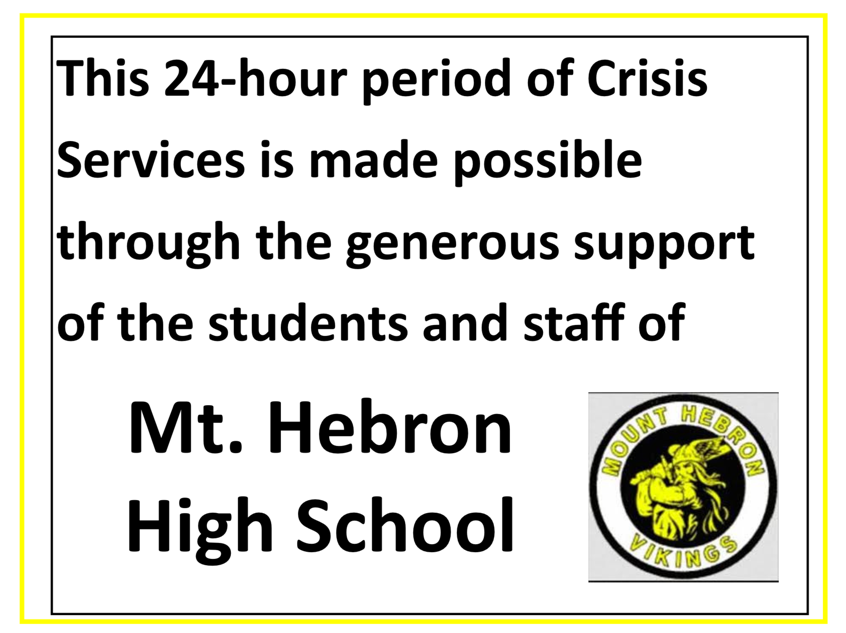 This 24-hour period of Crisis
Services is made possible
through the generous support
of the students and staff of
Mt. Hebron
High School
MOUNT HEBRON
VIKINGS